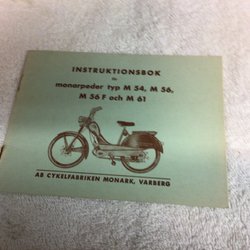 INSTRUKTIONSBOK
för
monarpeder typ M 54, M 56,
M 56 F och M 61
AB CYKELFABRIKEN MONARK, VARBERG